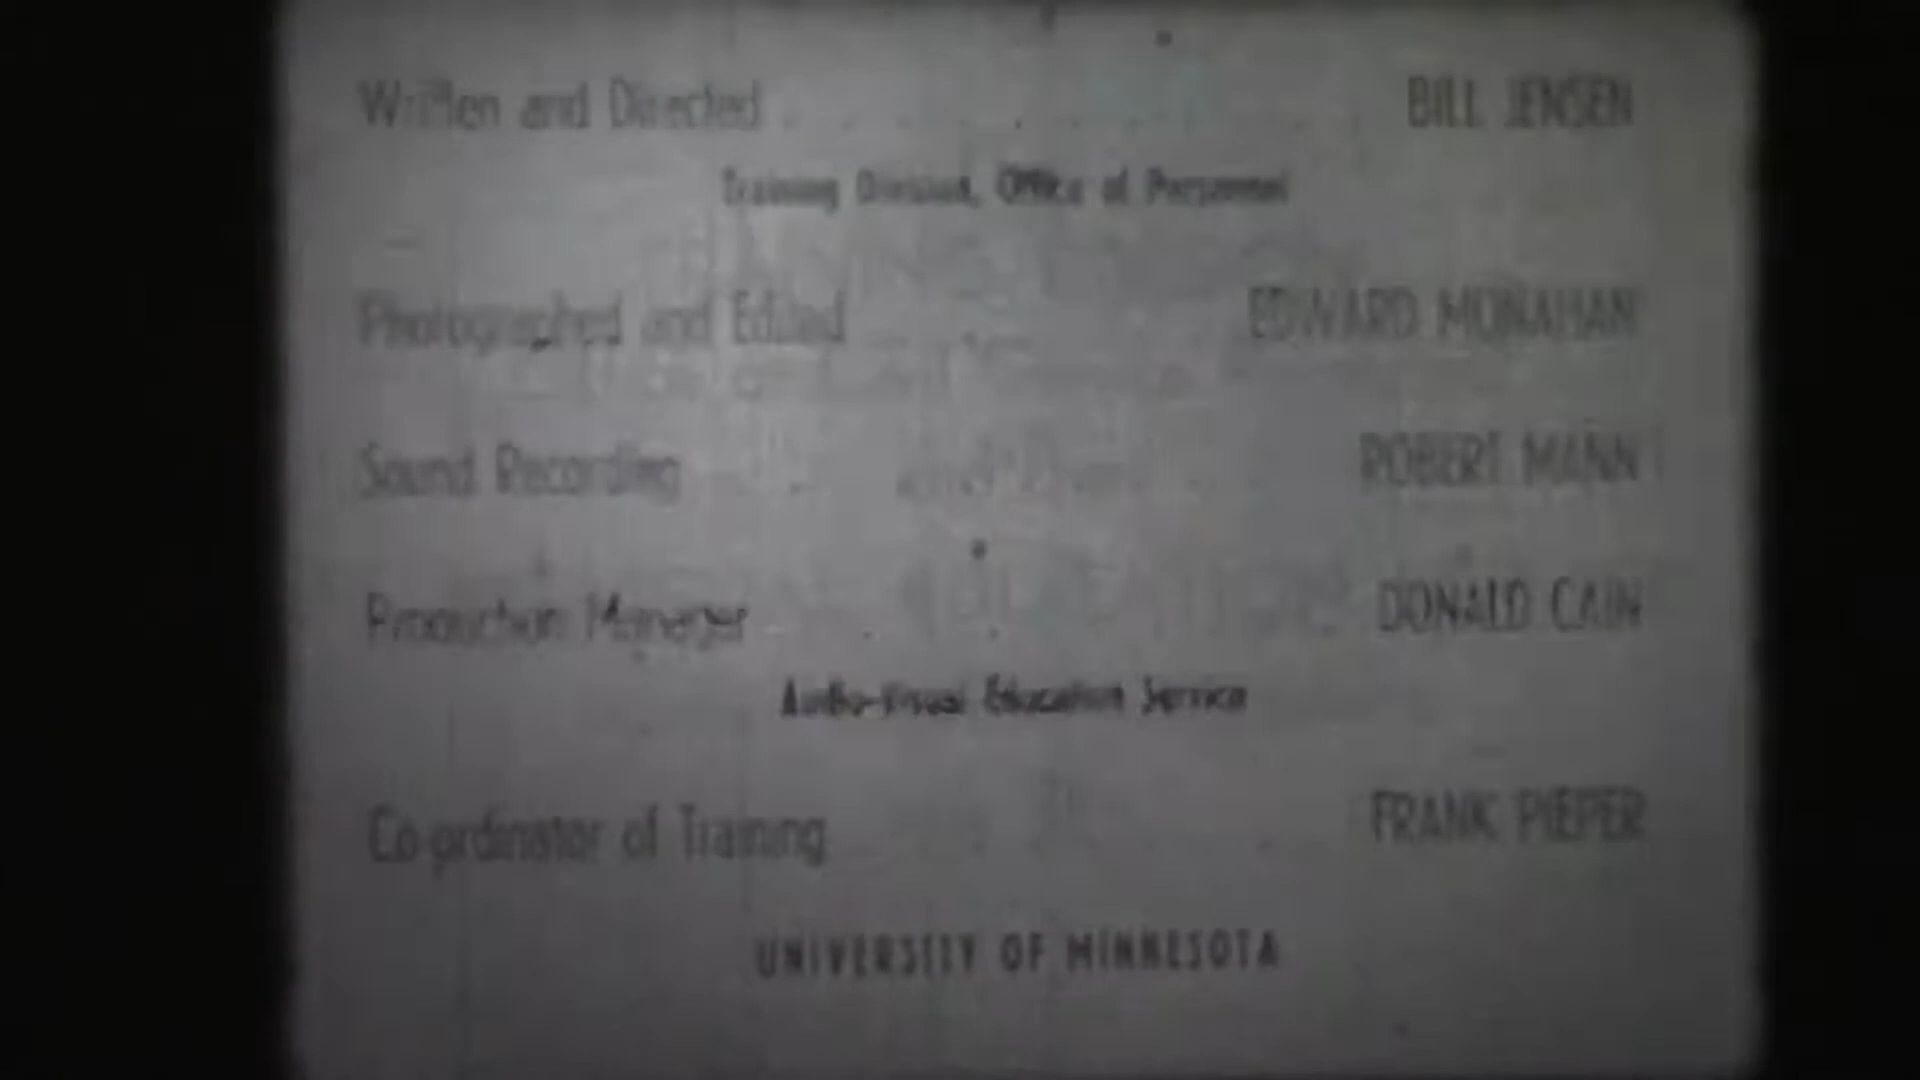 Written and Directed BILL JENSEN
Training Division, Office of Personnel
Photographed and Edited EDWARD MONAHAN
Sound Recording ROBERT MANN
Production Manager DONALD CAIN
Audio-Visual Education Service
Co-ordinator of Training FRANK PIEPER
UNIVERSITY OF MINNESOTA